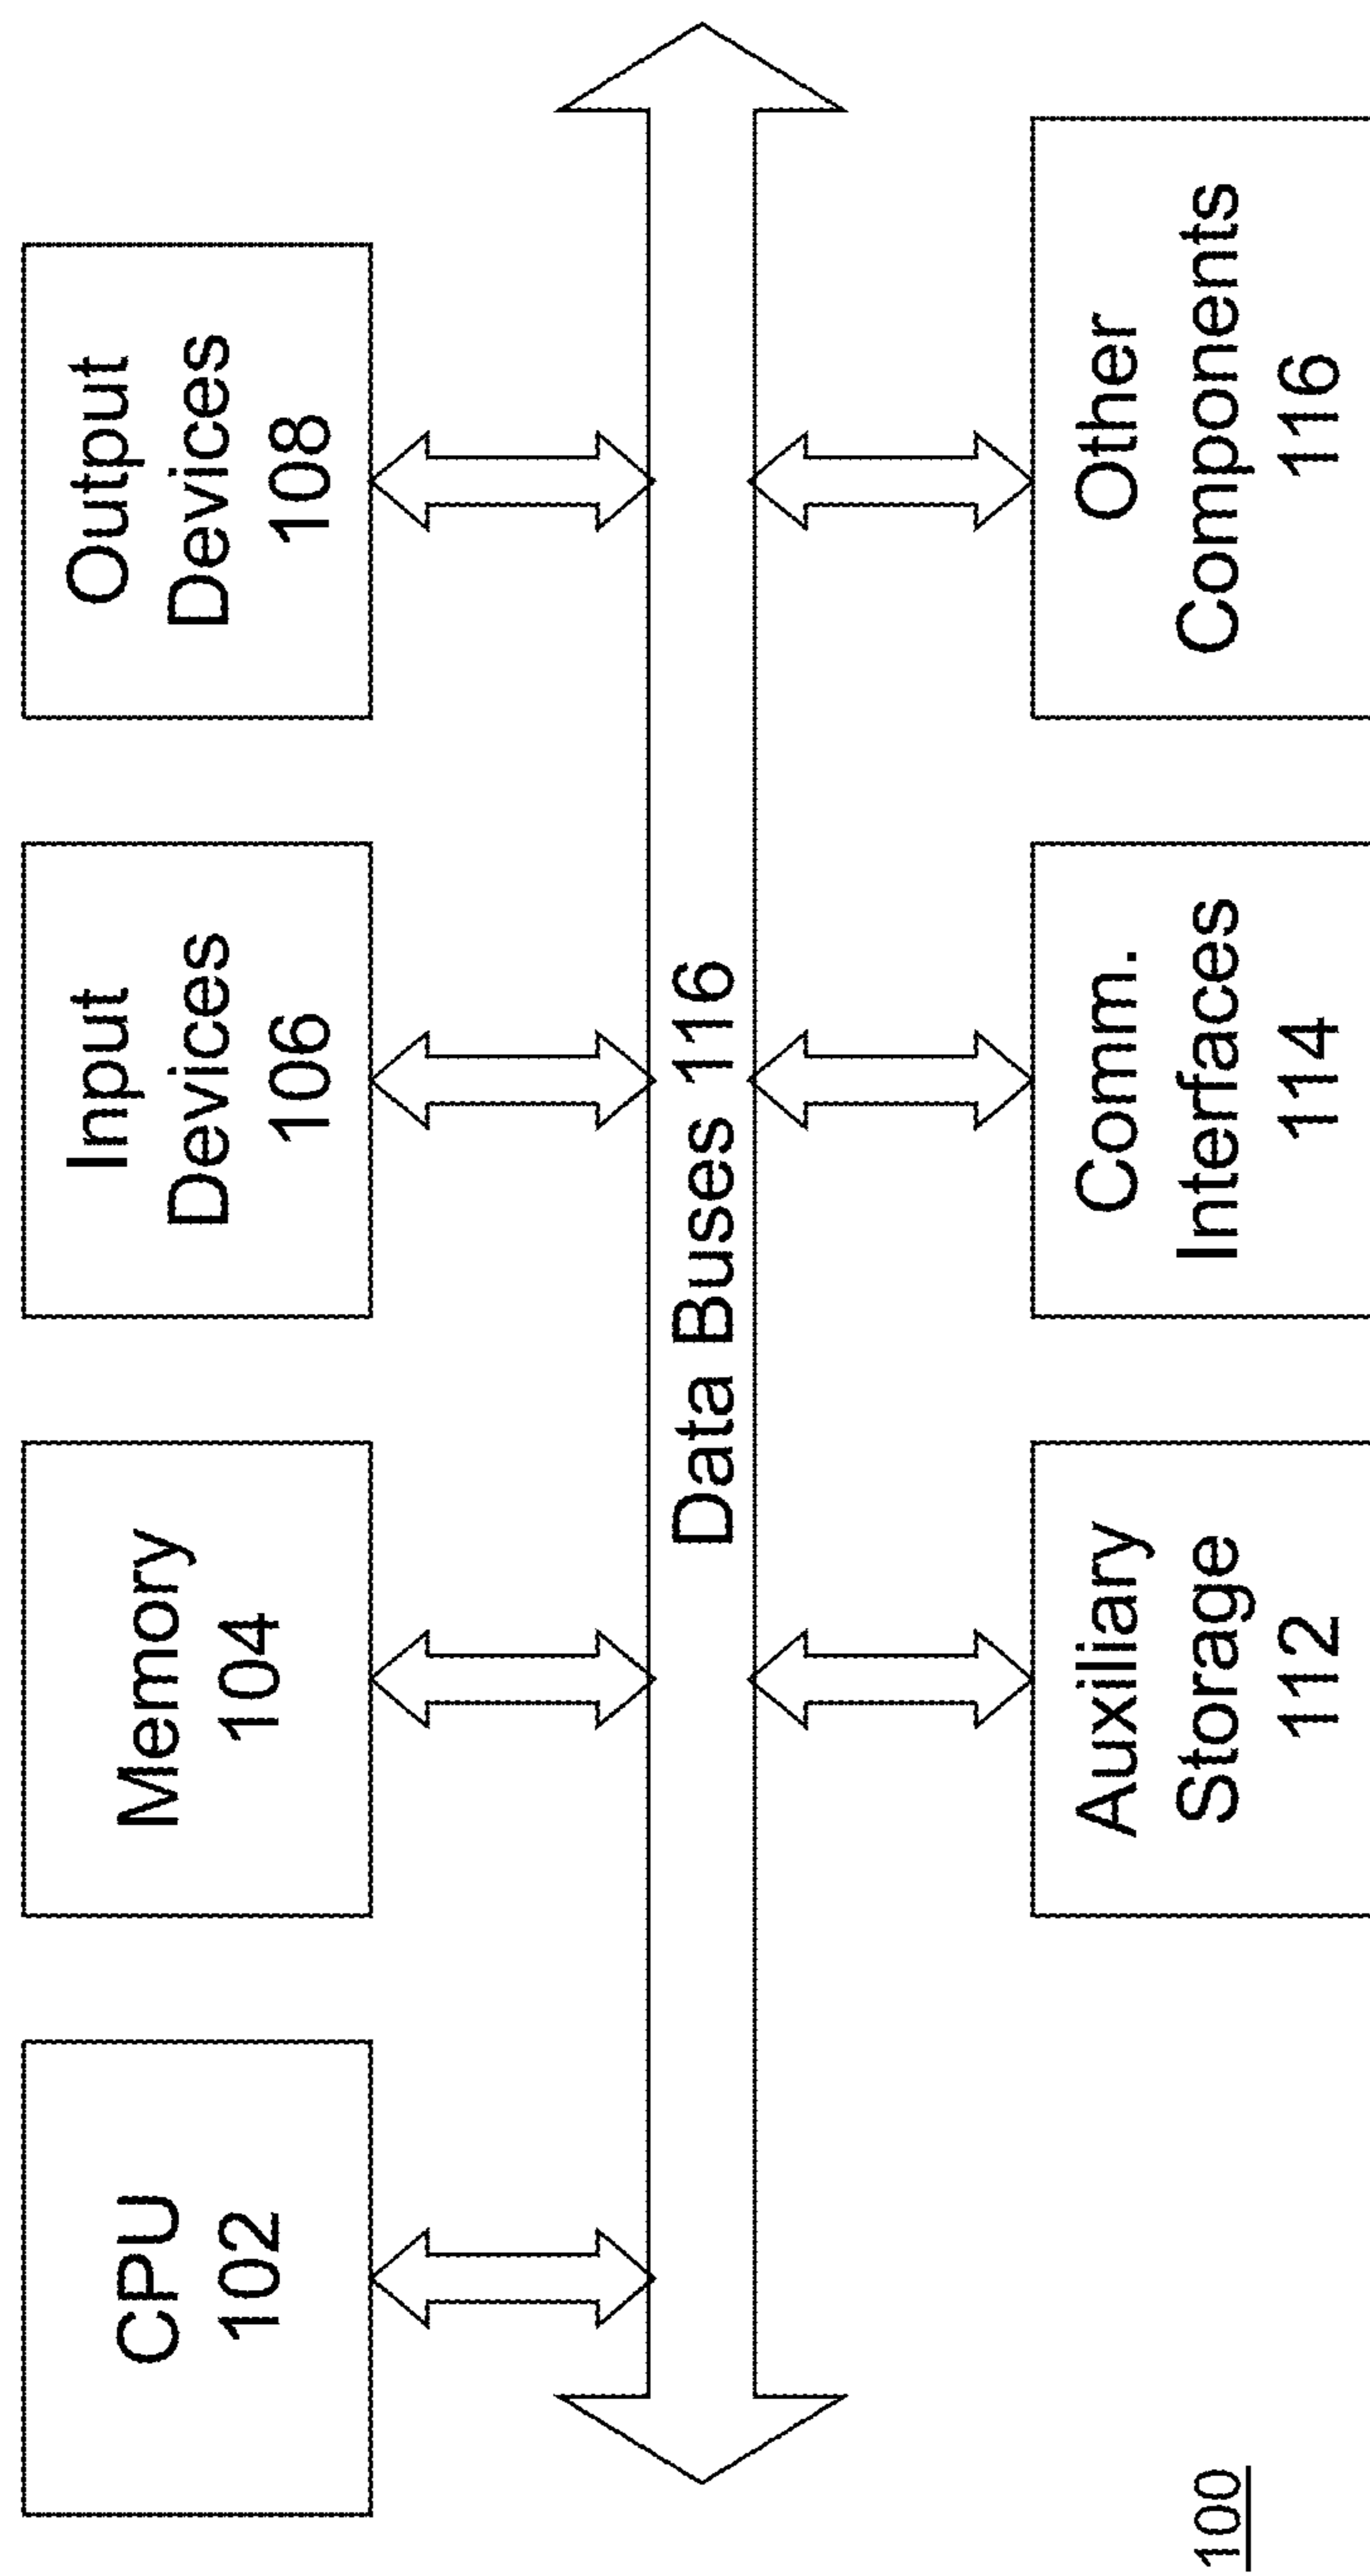 CPU
102
Memory
104
Input
Devices
106
Output
Devices
108
Data Buses 116
Auxiliary
Storage
112
Comm.
Interfaces
114
Other
Components
116
100